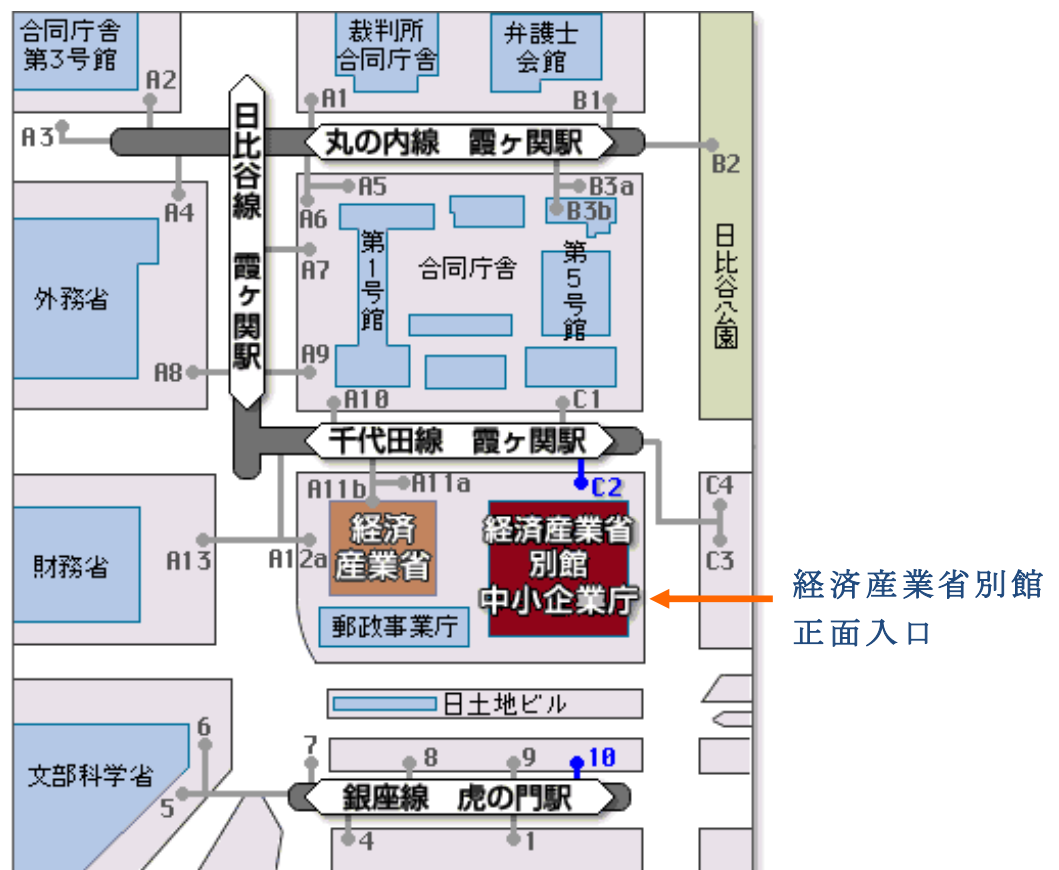 合同庁舎
第3号館
裁判所
合同庁舎
弁護士
会館
A2
A1
B1
A3
丸の内線 霞ヶ関駅
B2
日比谷線 霞ヶ関駅
A4
A5
A6
B3a
B3b
A7
第1号館
合同庁舎
第5号館
日比谷公園
外務省
A8
A9
A10
C1
千代田線 霞ヶ関駅
A11b
A11a
C2
C4
経済
産業省
経済産業省
別館
中小企業庁
財務省
A13
A12a
C3
経済産業省別館
正面入口
郵政事業庁
日土地ビル
6
7
8
9
10
文部科学省
5
銀座線 虎の門駅
4
1